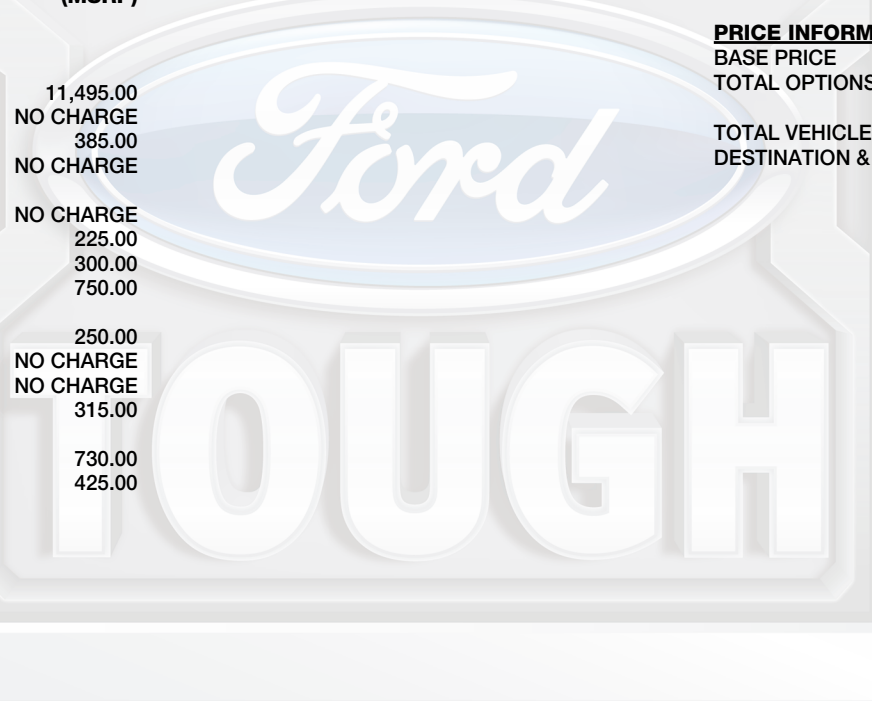 (MSRP)
11,495.00
NO CHARGE
385.00
NO CHARGE
NO CHARGE
225.00
300.00
750.00
250.00
NO CHARGE
NO CHARGE
315.00
730.00
425.00
PRICE INFORM
BASE PRICE
TOTAL OPTIONS
TOTAL VEHICLE
DESTINATION &
Ford
TOUGH